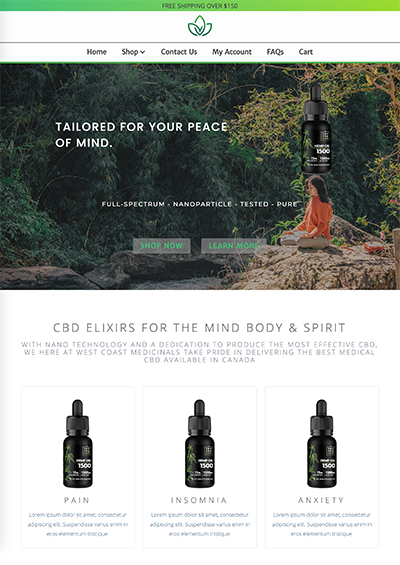 FREE SHIPPING OVER $150
Home Shop Contact Us My Account FAQs Cart
TAILORED FOR YOUR PEACE
OF MIND.
HEMP OIL
1500
FULL-SPECTRUM - NANOPARTICLE - TESTED - PURE
SHOP NOW LEARN MORE
CBD ELIXIRS FOR THE MIND BODY & SPIRIT
WITH NANO TECHNOLOGY AND A DEDICATION TO PRODUCE THE MOST EFFECTIVE CBD,
WE HERE AT WEST COAST MEDICINALS TAKE PRIDE IN DELIVERING THE BEST MEDICAL
CBD AVAILABLE IN CANADA
HEMP OIL HEMP OIL HEMP OIL
1500 1500 1500
PAIN INSOMNIA ANXIETY
Lorem ipsum dolor sit amet, consectetur Lorem ipsum dolor sit amet, consectetur Lorem ipsum dolor sit amet, consectetur
adipiscing elit. Suspendisse varius enim in adipiscing elit. Suspendisse varius enim in adipiscing elit. Suspendisse varius enim in
eros elementum tristique. eros elementum tristique. eros elementum tristique.